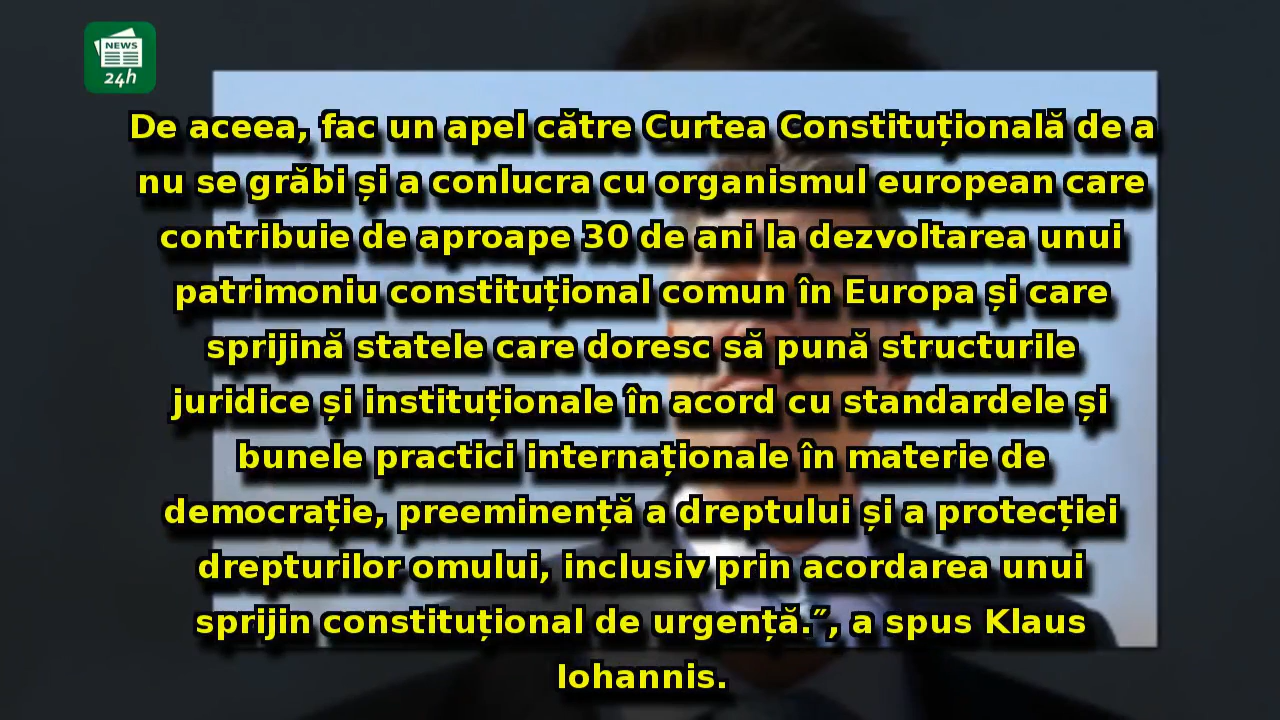 NEWS
24h
De aceea, fac un apel către Curtea Constituțională de a
nu se grăbi și a conlucra cu organismul european care
contribuie de aproape 30 de ani la dezvoltarea unui
patrimoniu constituțional comun în Europa și care
sprijină statele care doresc să pună structurile
juridice și instituționale în acord cu standardele și
bunele practici internaționale în materie de
democrație, preeminență a dreptului și a protecției
drepturilor omului, inclusiv prin acordarea unui
sprijin constituțional de urgență.˝, a spus Klaus
Iohannis.